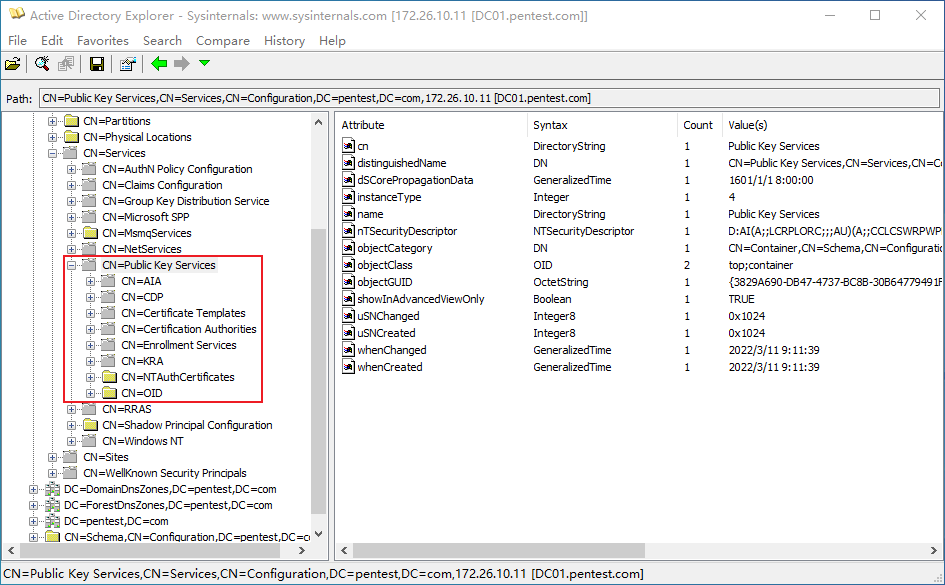 Active Directory Explorer - Sysinternals: www.sysinternals.com [172.26.10.11 [DC01.pentest.com]]
File Edit Favorites Search Compare History Help
Path: CN=Public Key Services,CN=Services,CN=Configuration,DC=pentest,DC=com,172.26.10.11 [DC01.pentest.com]
CN=Partitions
CN=Physical Locations
CN=Services
CN=AuthN Policy Configuration
CN=Claims Configuration
CN=Group Key Distribution Service
CN=Microsoft SPP
CN=MsmqServices
CN=NetServices
CN=Public Key Services
CN=AIA
CN=CDP
CN=Certificate Templates
CN=Certification Authorities
CN=Enrollment Services
CN=KRA
CN=NTAuthCertificates
CN=OID
CN=RRAS
CN=Shadow Principal Configuration
CN=Windows NT
CN=Sites
CN=WellKnown Security Principals
DC=DomainDnsZones,DC=pentest,DC=com
DC=ForestDnsZones,DC=pentest,DC=com
DC=pentest,DC=com
CN=Schema,CN=Configuration,DC=pentest,DC=c
Attribute Syntax Count Value(s)
cn DirectoryString 1 Public Key Services
distinguishedName DN 1 CN=Public Key Services,CN=Services,CN=C
dSCorePropagationData GeneralizedTime 1 1601/1/1 8:00:00
instanceType Integer 1 4
name DirectoryString 1 Public Key Services
nTSecurityDescriptor NTSecurityDescriptor 1 D:AI(A;;LCRPLORC;;;AU)(A;;CCLCSWRPWP
objectCategory DN 1 CN=Container,CN=Schema,CN=Configuratio
objectClass OID 2 top;container
objectGUID OctetString 1 {3829A690-DB47-4737-BC8B-30B64779491F
showInAdvancedViewOnly Boolean 1 TRUE
uSNChanged Integer8 1 0x1024
uSNCreated Integer8 1 0x1024
whenChanged GeneralizedTime 1 2022/3/11 9:11:39
whenCreated GeneralizedTime 1 2022/3/11 9:11:39
CN=Public Key Services,CN=Services,CN=Configuration,DC=pentest,DC=com,172.26.10.11 [DC01.pentest.com]